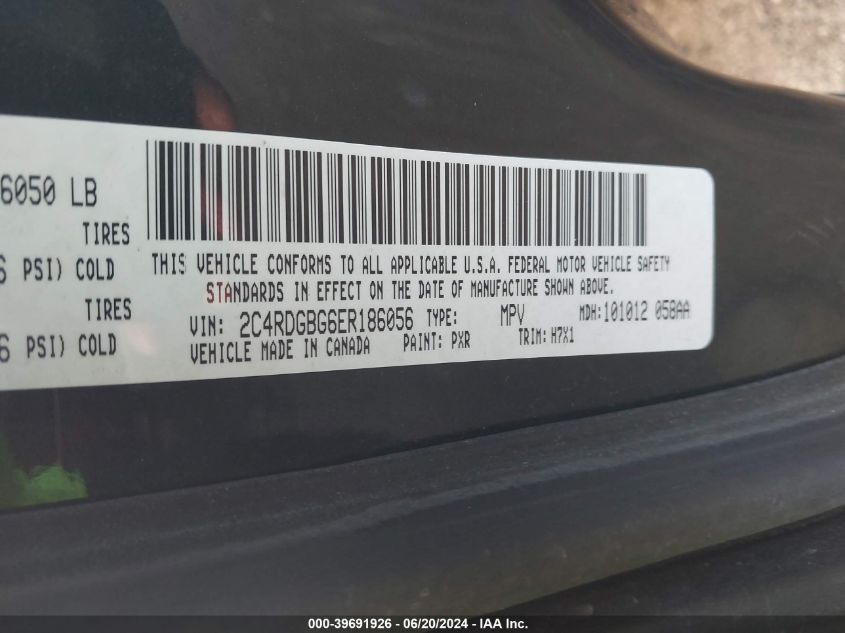 6050 LB
TIRES
6 PSI) COLD
TIRES
6 PSI) COLD
THIS VEHICLE CONFORMS TO ALL APPLICABLE U.S.A. FEDERAL MOTOR VEHICLE SAFETY
STANDARDS IN EFFECT ON THE DATE OF MANUFACTURE SHOWN ABOVE.
VIN: 2C4RDGBG6ER186056 TYPE: MPV MDH:101012 058AA
VEHICLE MADE IN CANADA PAINT: PXR TRIM: H7X1
000-39691926 - 06/20/2024 - IAA Inc.